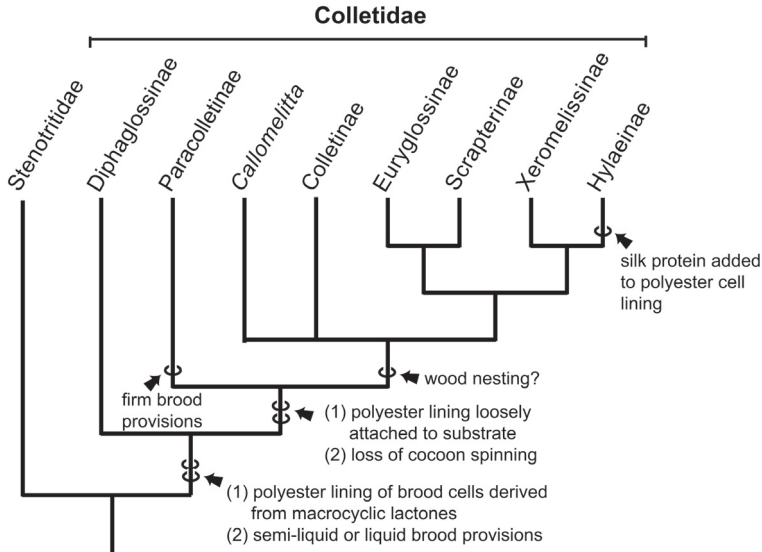 Colletidae
Stenotritidae
Diphaglossinae
Paracolletinae
Callomelitta
Colletinae
Euryglossinae
Scrapterinae
Xeromelissinae
Hylaeinae
silk protein added
to polyester cell
lining
wood nesting?
firm brood
provisions
(1) polyester lining loosely
attached to substrate
(2) loss of cocoon spinning
(1) polyester lining of brood cells derived
from macrocyclic lactones
(2) semi-liquid or liquid brood provisions